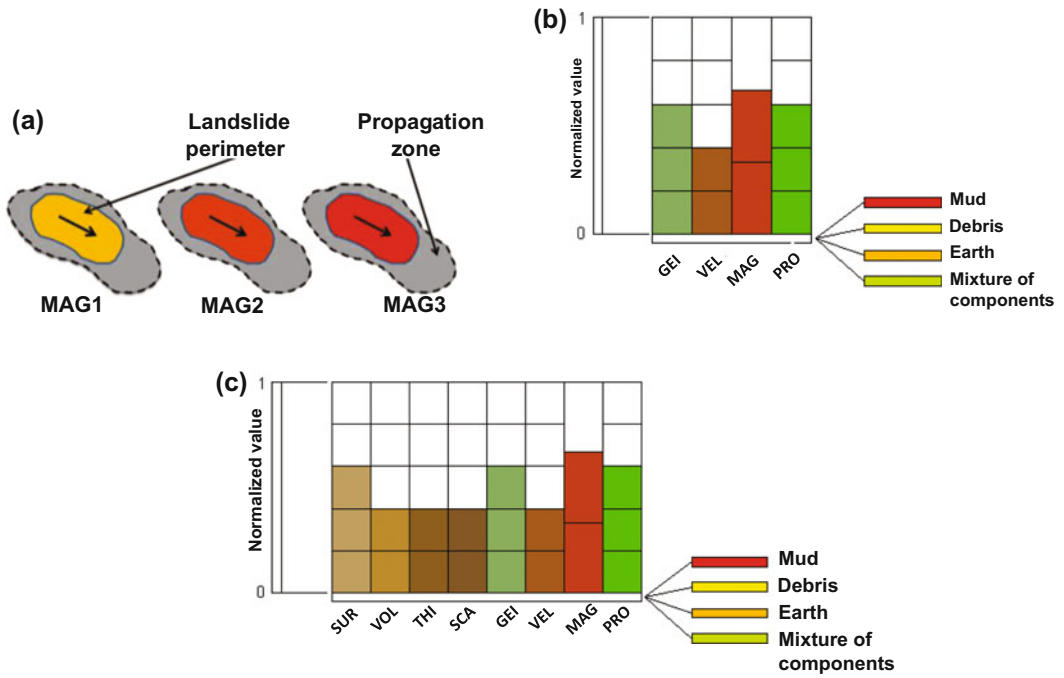 (a)
Landslide
perimeter
Propagation
zone
MAG1
MAG2
MAG3
(b)
Normalized value
1
0
GEI
VEL
MAG
PRO
Mud
Debris
Earth
Mixture of
components
(c)
Normalized value
1
0
SUR
VOL
THI
SCA
GEI
VEL
MAG
PRO
Mud
Debris
Earth
Mixture of
components